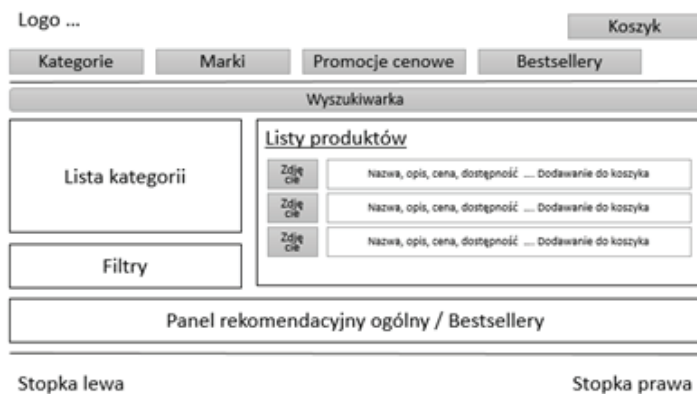 Logo ...
Koszyk
Kategorie
Marki
Promocje cenowe
Bestsellery
Wyszukiwarka
Lista kategorii
Filtry
Listy produktów
Zdję
cie
Nazwa, opis, cena, dostępność .... Dodawanie do koszyka
Zdję
cie
Nazwa, opis, cena, dostępność .... Dodawanie do koszyka
Zdję
cie
Nazwa, opis, cena, dostępność .... Dodawanie do koszyka
Panel rekomendacyjny ogólny / Bestsellery
Stopka lewa
Stopka prawa